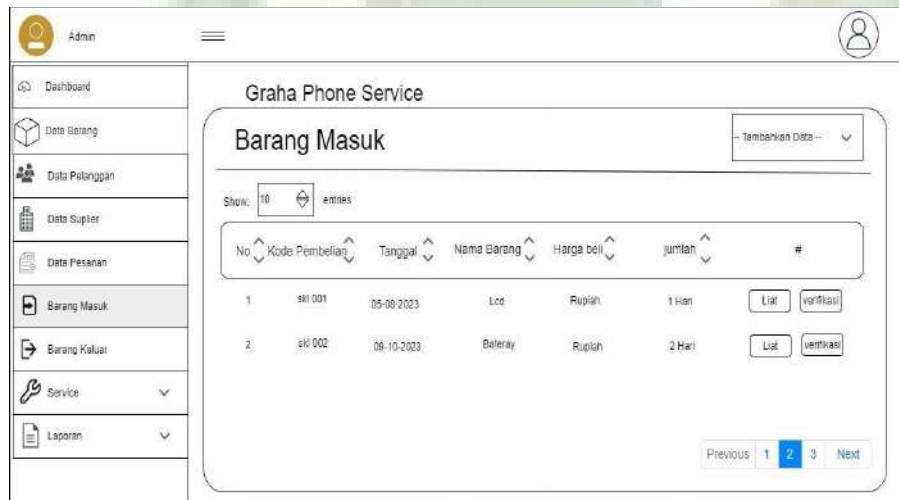 Admin
Dashboard
Data Barang
Data Pelanggan
Data Suplier
Data Pesanan
Barang Masuk
Barang Keluar
Service
Laporan
Graha Phone Service
Barang Masuk
-- Tambahkan Data --
Show: 10 entries
No Kode Pembelian Tanggal Nama Barang Harga beli jumlah #
1 skl 001 05-08-2023 Lcd Rupiah 1 Hari Liat verifikasi
2 skl 002 09-10-2023 Bateray Rupiah 2 Hari Liat verifikasi
Previous 1 2 3 Next